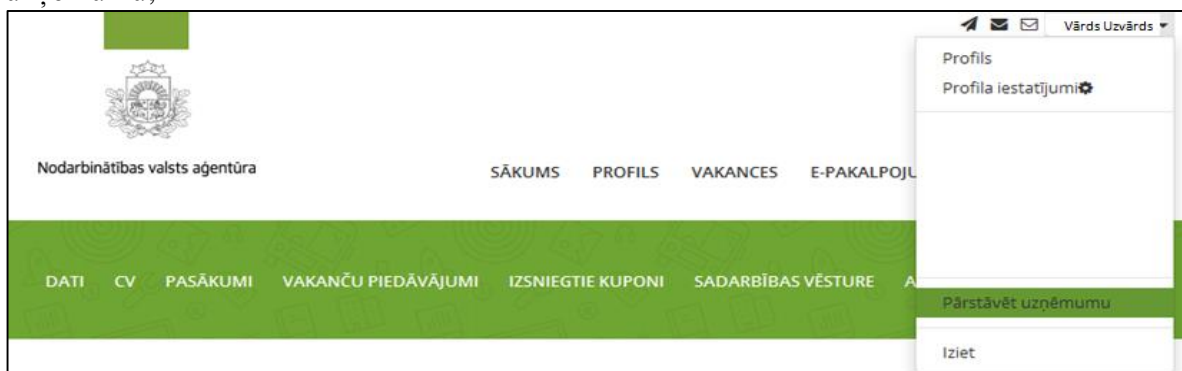 Vārds Uzvārds
Profils
Profila iestatījumi
Nodarbinātības valsts aģentūra
SĀKUMS PROFILS VAKANCES E-PAKALPOJU
DATI CV PASĀKUMI VAKANČU PIEDĀVĀJUMI IZSNIEGTIE KUPONI SADARBĪBAS VĒSTURE A
Pārstāvēt uzņēmumu
Iziet